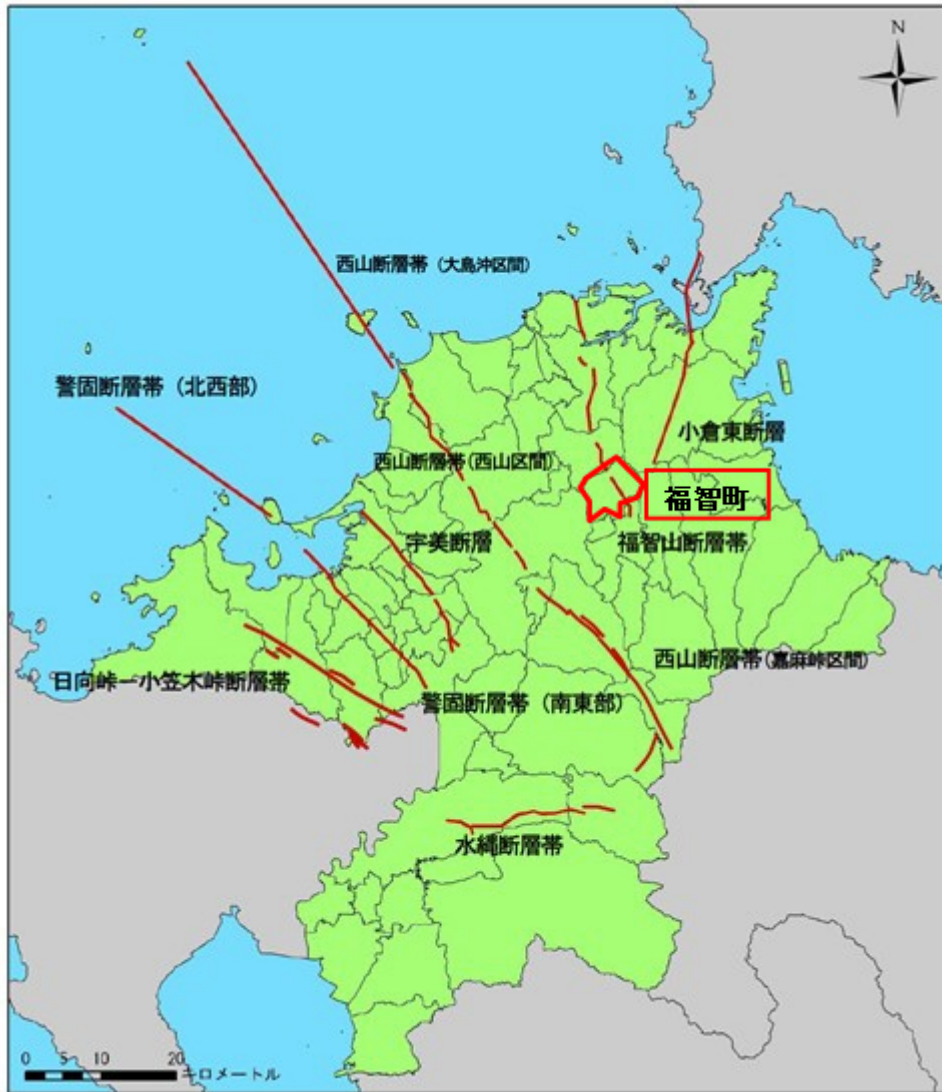 N
西山断層帯(大島沖区間)
警固断層帯(北西部)
小倉東断層
西山断層帯(西山区間)
福智町
宇美断層
福智山断層帯
西山断層帯(嘉麻峠区間)
日向峠ー小笠木峠断層帯
警固断層帯(南東部)
水縄断層帯
0 5 10 20
キロメートル